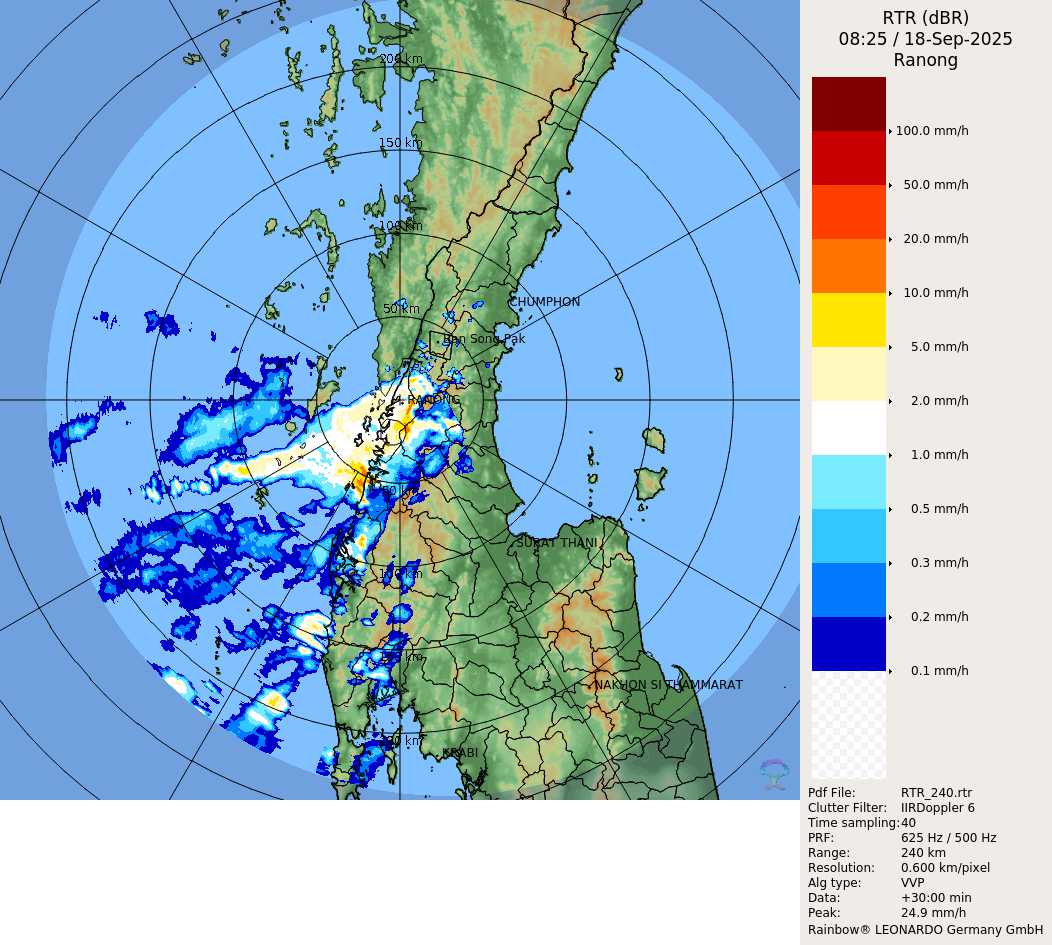 RTR (dBR)
08:25 / 18-Sep-2025
Ranong
200 km
150 km
100 km
50 km
CHUMPHON
Ban Song Pak
RANONG
50 km
SURAT THANI
100 km
150 km
NAKHON SI THAMMARAT
200 km
KRABI
100.0 mm/h
50.0 mm/h
20.0 mm/h
10.0 mm/h
5.0 mm/h
2.0 mm/h
1.0 mm/h
0.5 mm/h
0.3 mm/h
0.2 mm/h
0.1 mm/h
Pdf File: RTR_240.rtr
Clutter Filter: IIRDoppler 6
Time sampling:40
PRF: 625 Hz / 500 Hz
Range: 240 km
Resolution: 0.600 km/pixel
Alg type: VVP
Data: +30:00 min
Peak: 24.9 mm/h
Rainbow® LEONARDO Germany GmbH